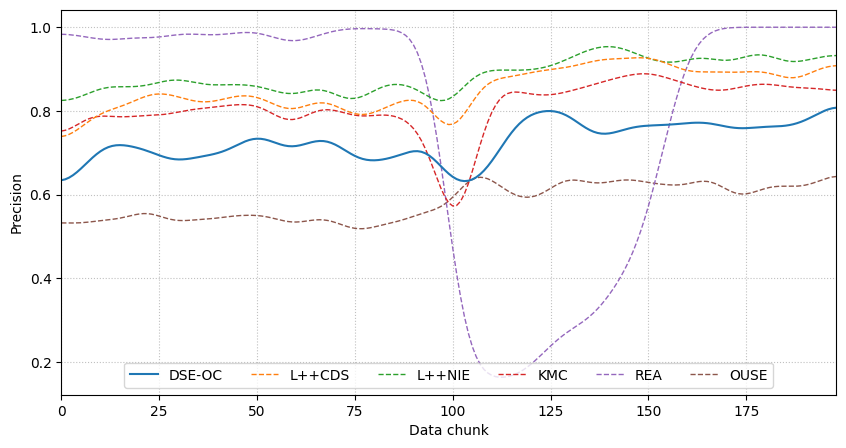 Precision
1.0
0.8
0.6
0.4
0.2
DSE-OC L++CDS L++NIE KMC REA OUSE
0 25 50 75 100 125 150 175
Data chunk